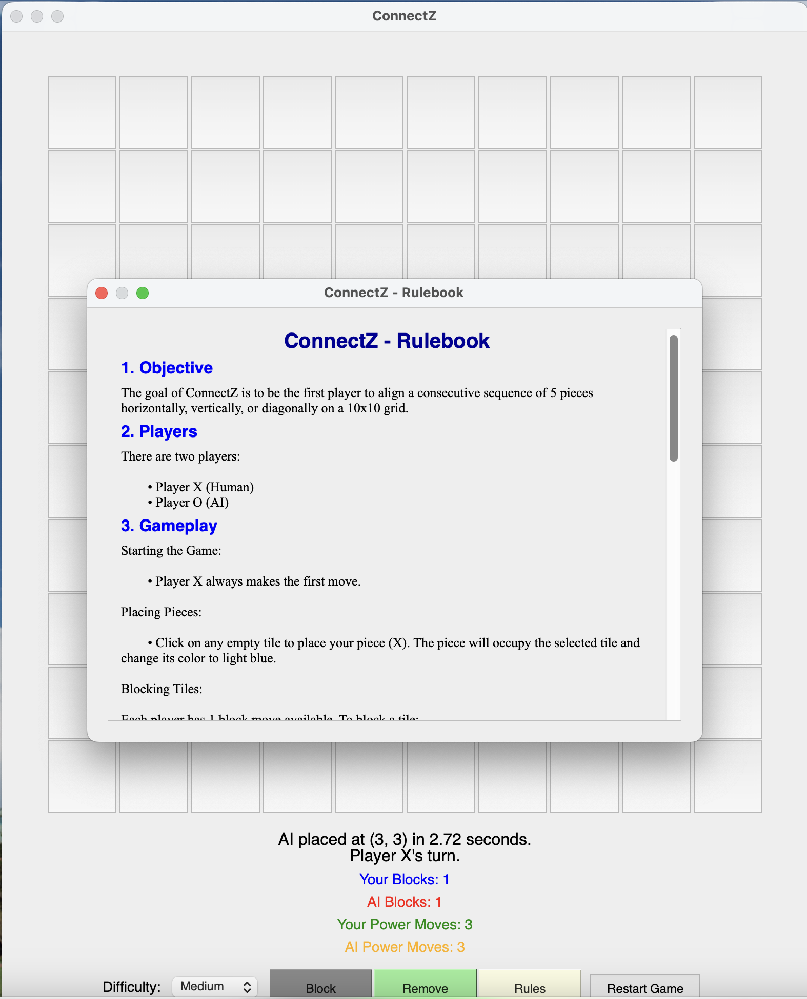 ConnectZ
ConnectZ - Rulebook
ConnectZ - Rulebook
1. Objective
The goal of ConnectZ is to be the first player to align a consecutive sequence of 5 pieces
horizontally, vertically, or diagonally on a 10x10 grid.
2. Players
There are two players:
• Player X (Human)
• Player O (AI)
3. Gameplay
Starting the Game:
• Player X always makes the first move.
Placing Pieces:
• Click on any empty tile to place your piece (X). The piece will occupy the selected tile and
change its color to light blue.
Blocking Tiles:
Each player has 1 block move available. To block a tile:
AI placed at (3, 3) in 2.72 seconds.
Player X's turn.
Your Blocks: 1
AI Blocks: 1
Your Power Moves: 3
AI Power Moves: 3
Difficulty: Medium Block Remove Rules Restart Game